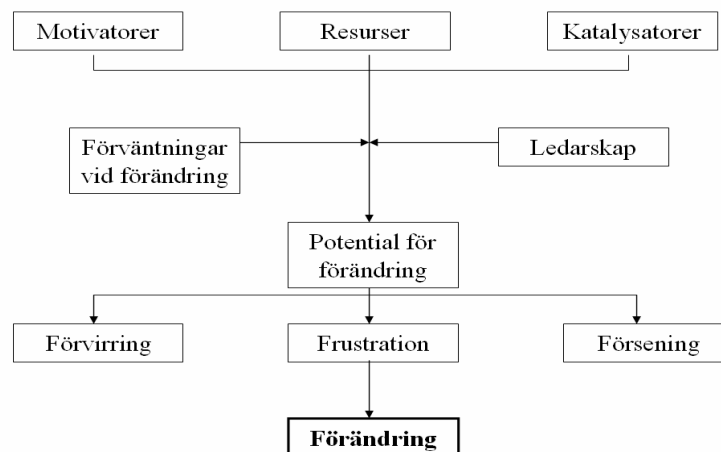 Motivatorer
Resurser
Katalysatorer
Förväntningar
vid förändring
Ledarskap
Potential för
förändring
Förvirring
Frustration
Försening
Förändring